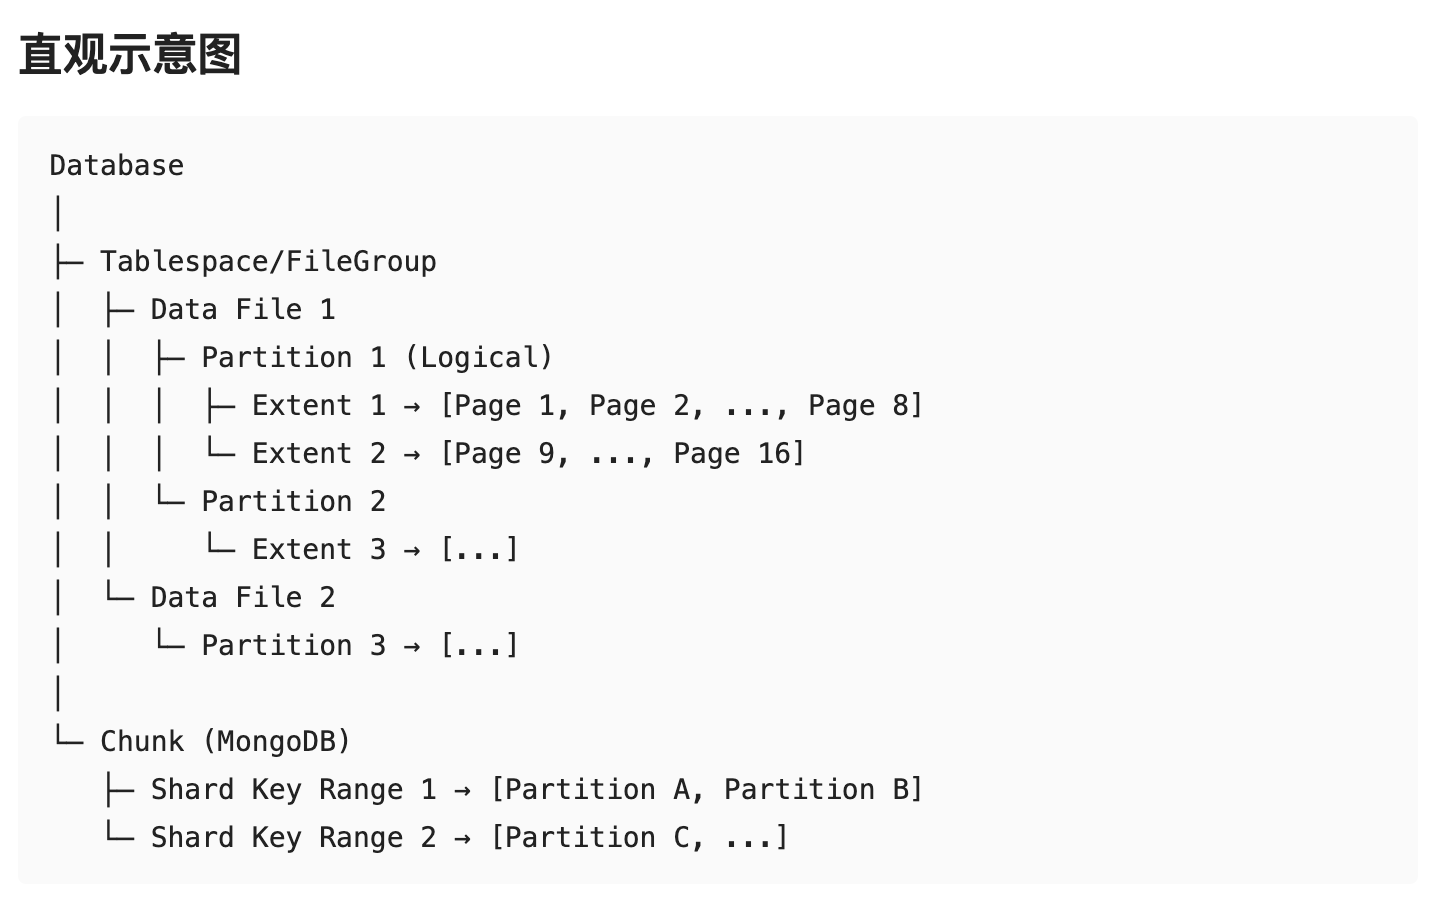 直观示意图
Database
│
├─ Tablespace/FileGroup
│  ├─ Data File 1
│  │  ├─ Partition 1 (Logical)
│  │  │  ├─ Extent 1 → [Page 1, Page 2, ..., Page 8]
│  │  │  └─ Extent 2 → [Page 9, ..., Page 16]
│  │  └─ Partition 2
│  │     └─ Extent 3 → [...]
│  └─ Data File 2
│     └─ Partition 3 → [...]
│
└─ Chunk (MongoDB)
   ├─ Shard Key Range 1 → [Partition A, Partition B]
   └─ Shard Key Range 2 → [Partition C, ...]